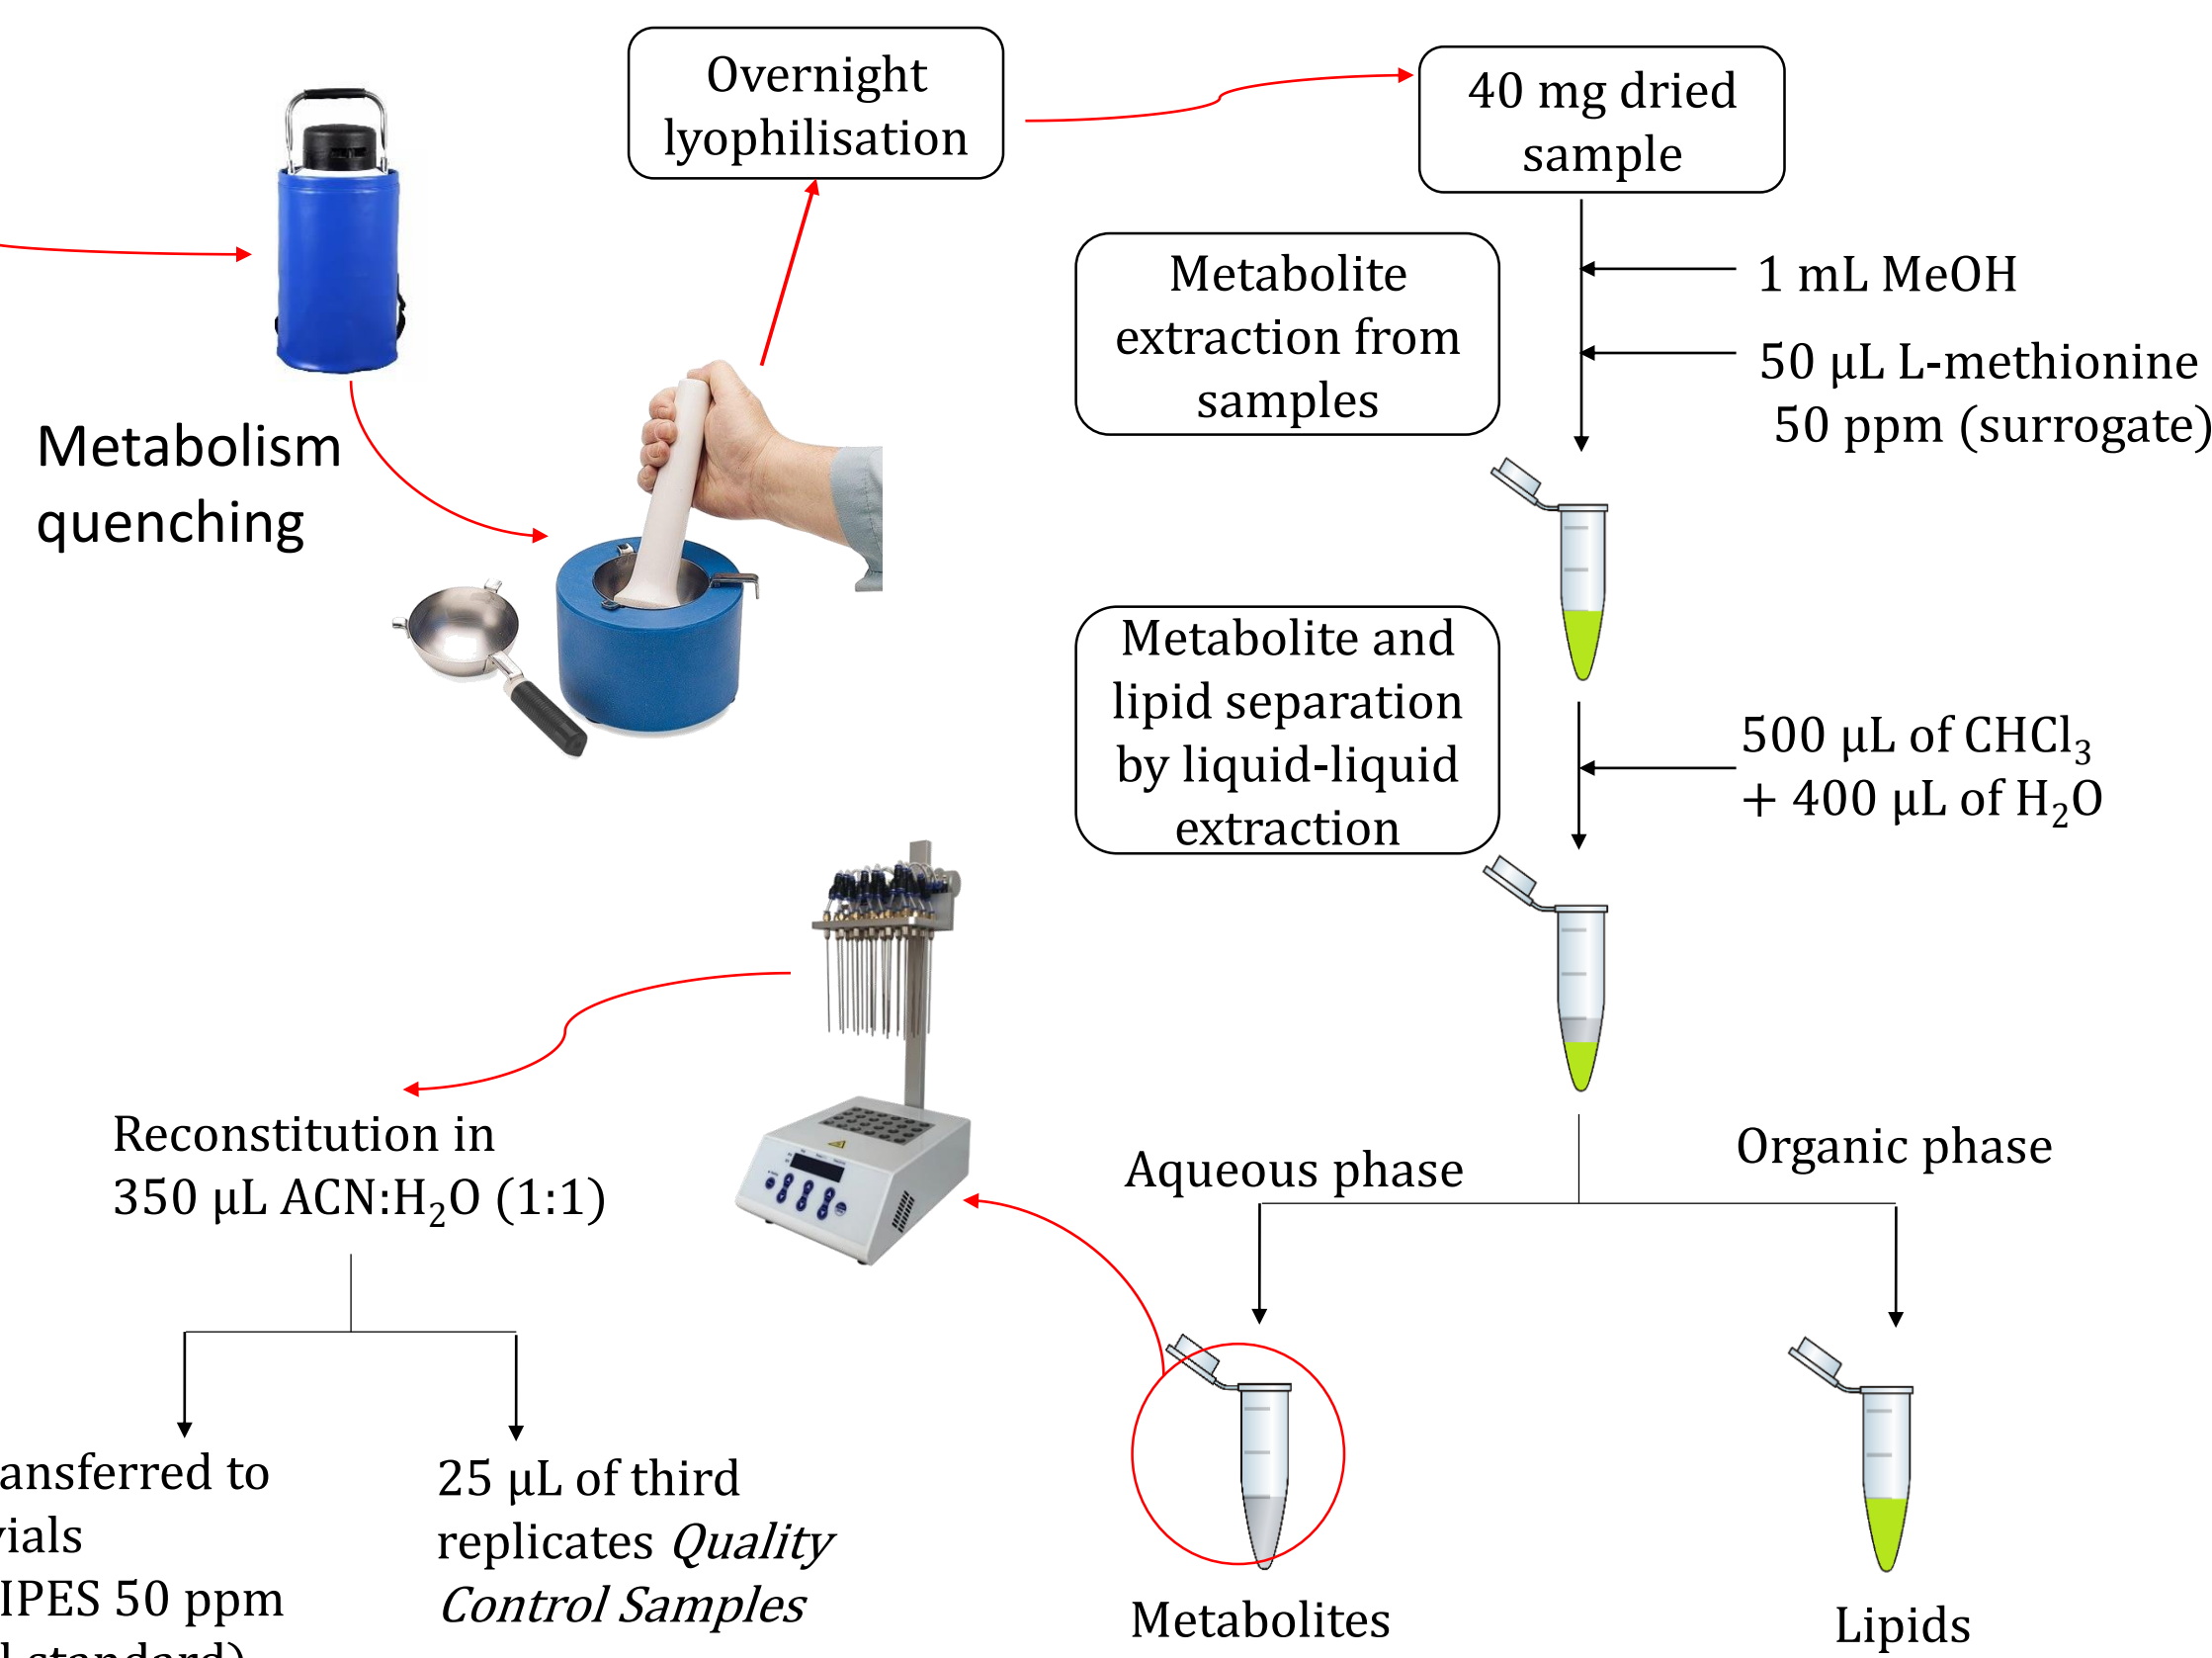 Overnight
lyophilisation
40 mg dried
sample
Metabolite
extraction from
samples
1 mL MeOH
50 µL L-methionine
50 ppm (surrogate)
Metabolism
quenching
Metabolite and
lipid separation
by liquid-liquid
extraction
500 µL of CHCl₃
+ 400 µL of H₂O
Reconstitution in
350 µL ACN:H₂O (1:1)
Aqueous phase
Organic phase
to
50 ppm
25 µL of third
replicates Quality
Control Samples
Metabolites
Lipids